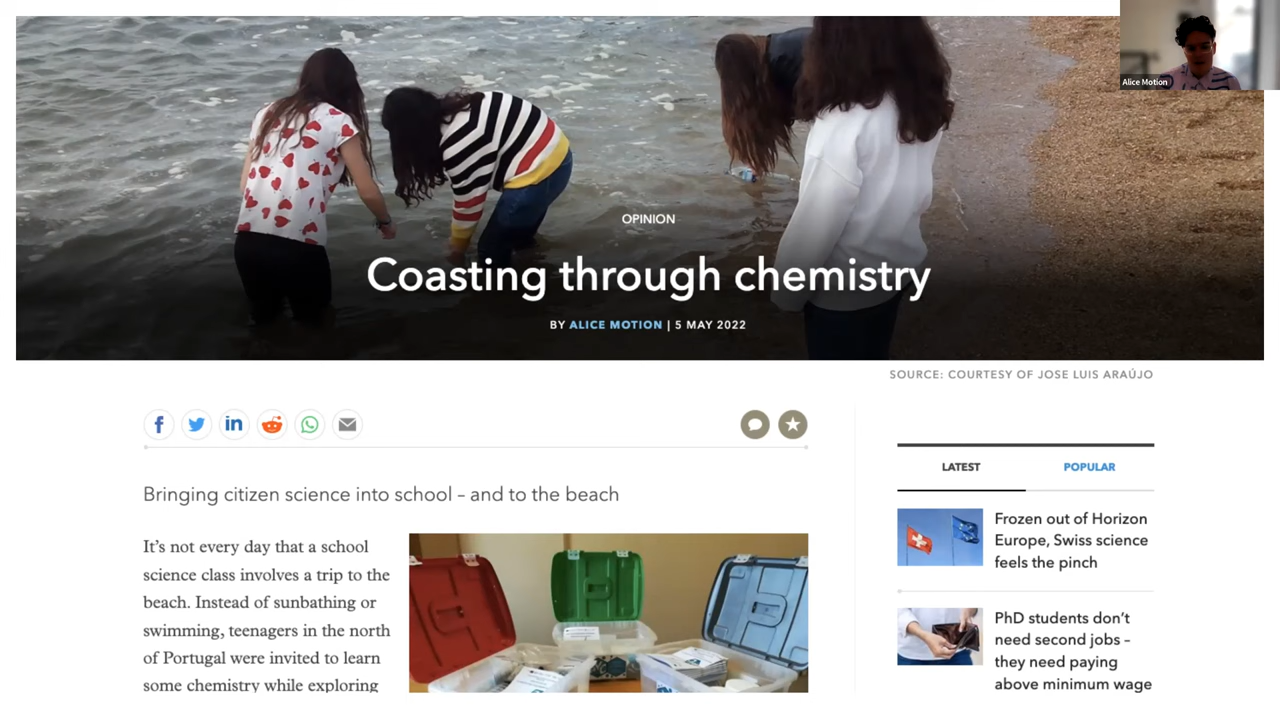 Alice Motion
OPINION
Coasting through chemistry
BY ALICE MOTION | 5 MAY 2022
SOURCE: COURTESY OF JOSE LUIS ARAÚJO
Bringing citizen science into school – and to the beach
It’s not every day that a school
science class involves a trip to the
beach. Instead of sunbathing or
swimming, teenagers in the north
of Portugal were invited to learn
some chemistry while exploring
LATEST
POPULAR
Frozen out of Horizon
Europe, Swiss science
feels the pinch
PhD students don’t
need second jobs –
they need paying
above minimum wage